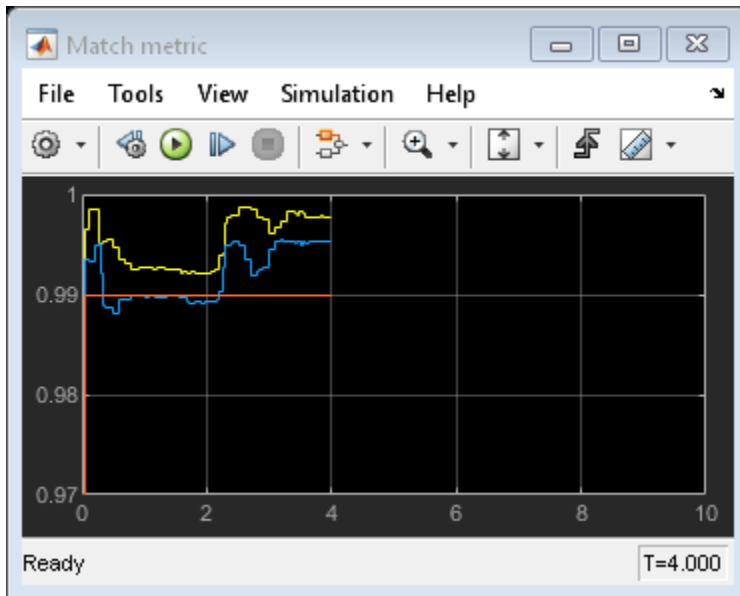 Match metric
File Tools View Simulation Help
1
0.99
0.98
0.97
0 2 4 6 8 10
Ready T=4.000